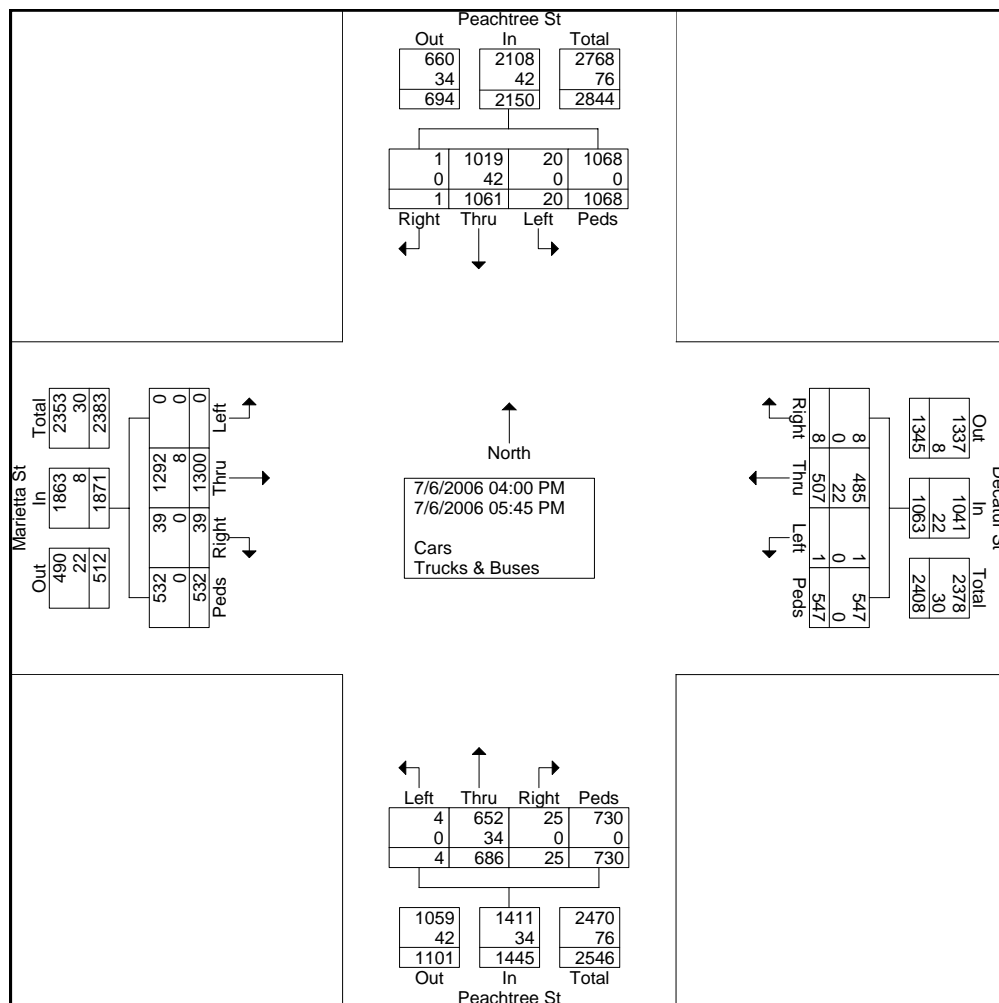 Peachtree St
Out In Total
660 2108 2768
34 42 76
694 2150 2844
1 1019 20 1068
0 42 0 0
1 1061 20 1068
Right Thru Left Peds
Marietta St
Total In Out
2353 1863 490
30 8 22
2383 1871 512
0 1292 39 532
0 8 0 0
0 1300 39 532
Left Thru Right Peds
North
7/6/2006 04:00 PM
7/6/2006 05:45 PM
Cars
Trucks & Buses
Decatur St
Out In Total
1337 1041 2378
8 22 30
1345 1063 2408
8 485 1 547
0 22 0 0
8 507 1 547
Right Thru Left Peds
Left Thru Right Peds
4 652 25 730
0 34 0 0
4 686 25 730
1059 1411 2470
42 34 76
1101 1445 2546
Out In Total
Peachtree St